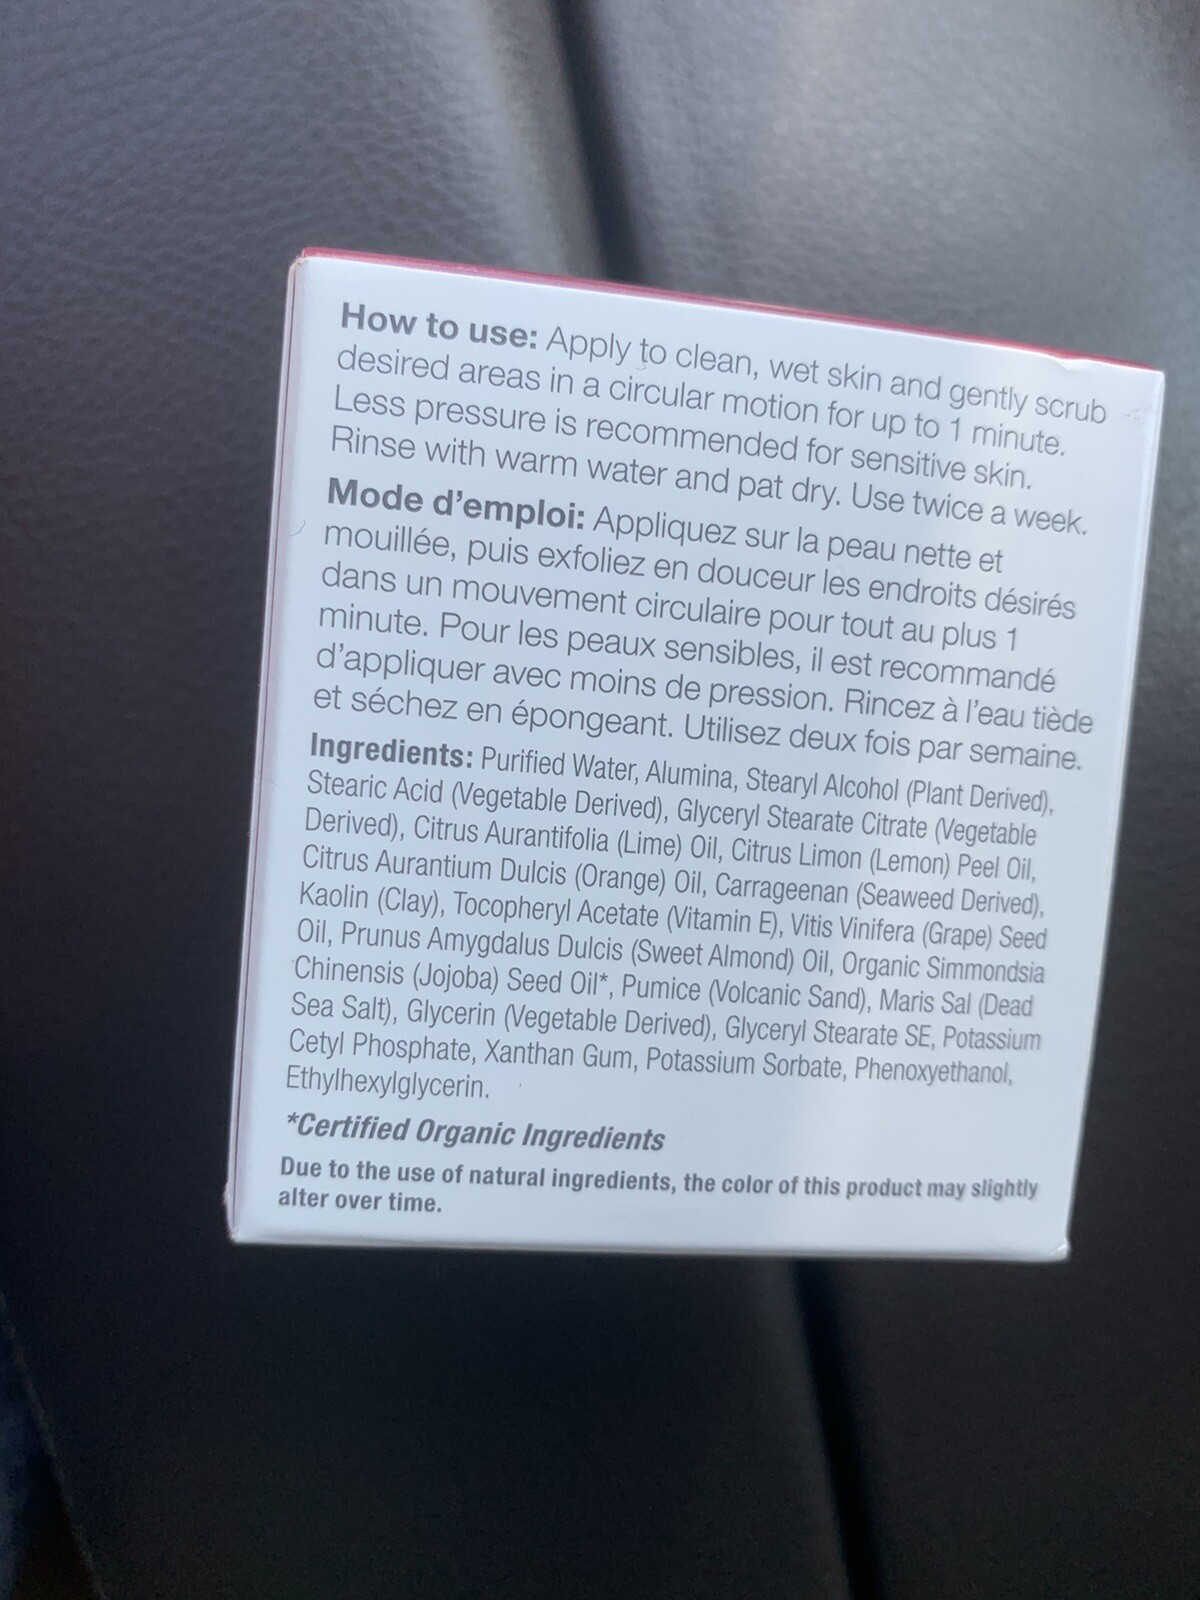 How to use: Apply to clean, wet skin and gently scrub
desired areas in a circular motion for up to 1 minute.
Less pressure is recommended for sensitive skin.
Rinse with warm water and pat dry. Use twice a week.
Mode d’emploi: Appliquez sur la peau nette et
mouillée, puis exfoliez en douceur les endroits désirés
dans un mouvement circulaire pour tout au plus 1
minute. Pour les peaux sensibles, il est recommandé
d’appliquer avec moins de pression. Rincez à l’eau tiède
et séchez en épongeant. Utilisez deux fois par semaine.
Ingredients: Purified Water, Alumina, Stearyl Alcohol (Plant Derived),
Stearic Acid (Vegetable Derived), Glyceryl Stearate Citrate (Vegetable
Derived), Citrus Aurantifolia (Lime) Oil, Citrus Limon (Lemon) Peel Oil,
Citrus Aurantium Dulcis (Orange) Oil, Carrageenan (Seaweed Derived),
Kaolin (Clay), Tocopheryl Acetate (Vitamin E), Vitis Vinifera (Grape) Seed
Oil, Prunus Amygdalus Dulcis (Sweet Almond) Oil, Organic Simmondsia
Chinensis (Jojoba) Seed Oil*, Pumice (Volcanic Sand), Maris Sal (Dead
Sea Salt), Glycerin (Vegetable Derived), Glyceryl Stearate SE, Potassium
Cetyl Phosphate, Xanthan Gum, Potassium Sorbate, Phenoxyethanol,
Ethylhexylglycerin.
*Certified Organic Ingredients
Due to the use of natural ingredients, the color of this product may slightly
alter over time.